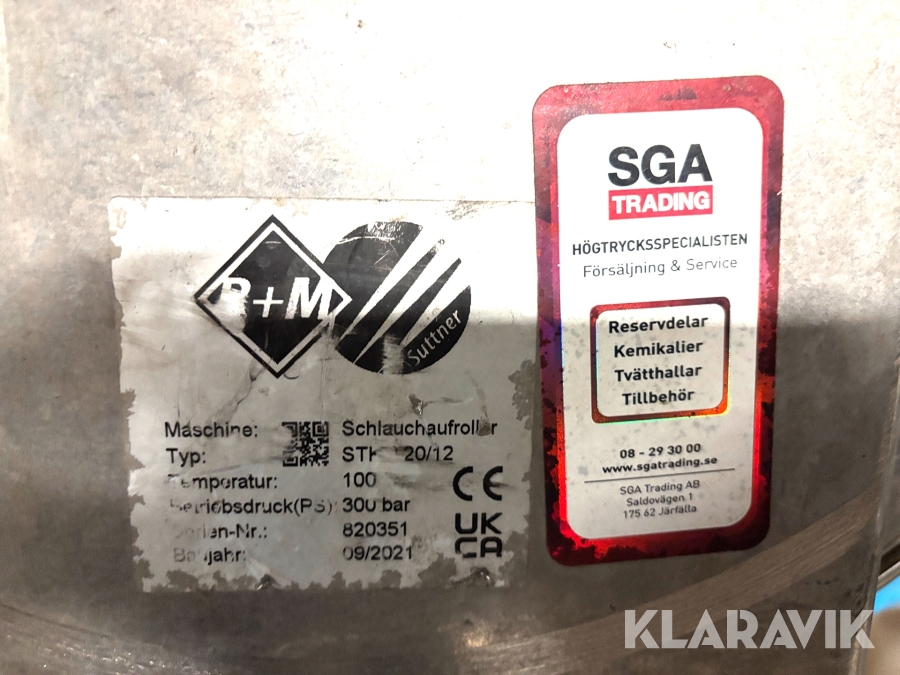 R+M
Suttner
Maschine: Schlauchaufroller
Typ: 20/12
Temperatur: 100
Betriebsdruck(PS): 300 bar
Serien-Nr.: 820351
Baujahr: 09/2021
CE
UK
CA
SGA
TRADING
HÖGTRYCKSSPECIALISTEN
Försäljning & Service
Reservdelar
Kemikalier
Tvätthallar
Tillbehör
08 - 29 30 00
www.sgatrading.se
SGA Trading AB
Saldovägen 1
175 62 Järfälla
KLARAVIK